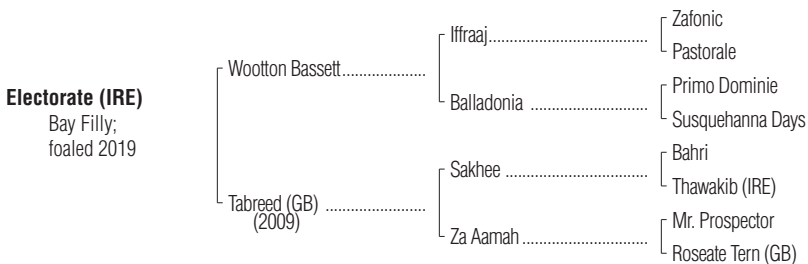 Electorate (IRE)
Bay Filly;
foaled 2019
Wootton Bassett
Tabreed (GB)
(2009)
Iffraaj
Balladonia
Sakhee
Za Aamah
Zafonic
Pastorale
Primo Dominie
Susquehanna Days
Bahri
Thawakib (IRE)
Mr. Prospector
Roseate Tern (GB)